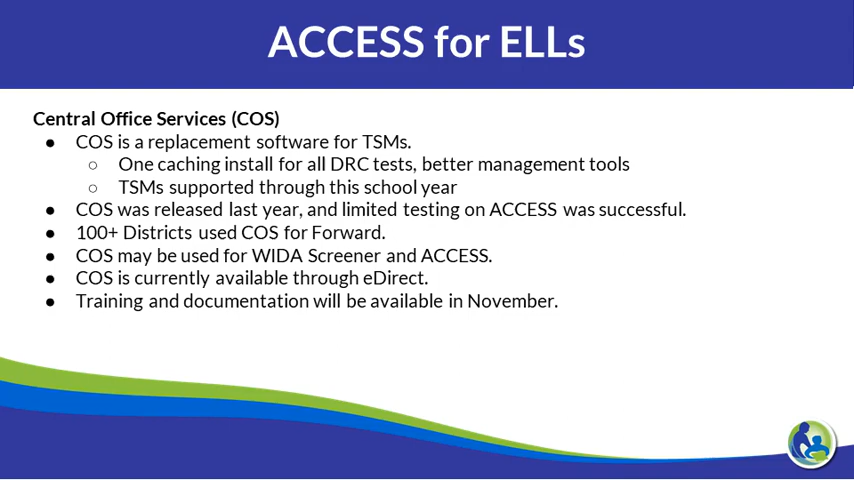 ACCESS for ELLs
Central Office Services (COS)
● COS is a replacement software for TSMs.
○ One caching install for all DRC tests, better management tools
○ TSMs supported through this school year
● COS was released last year, and limited testing on ACCESS was successful.
● 100+ Districts used COS for Forward.
● COS may be used for WIDA Screener and ACCESS.
● COS is currently available through eDirect.
● Training and documentation will be available in November.